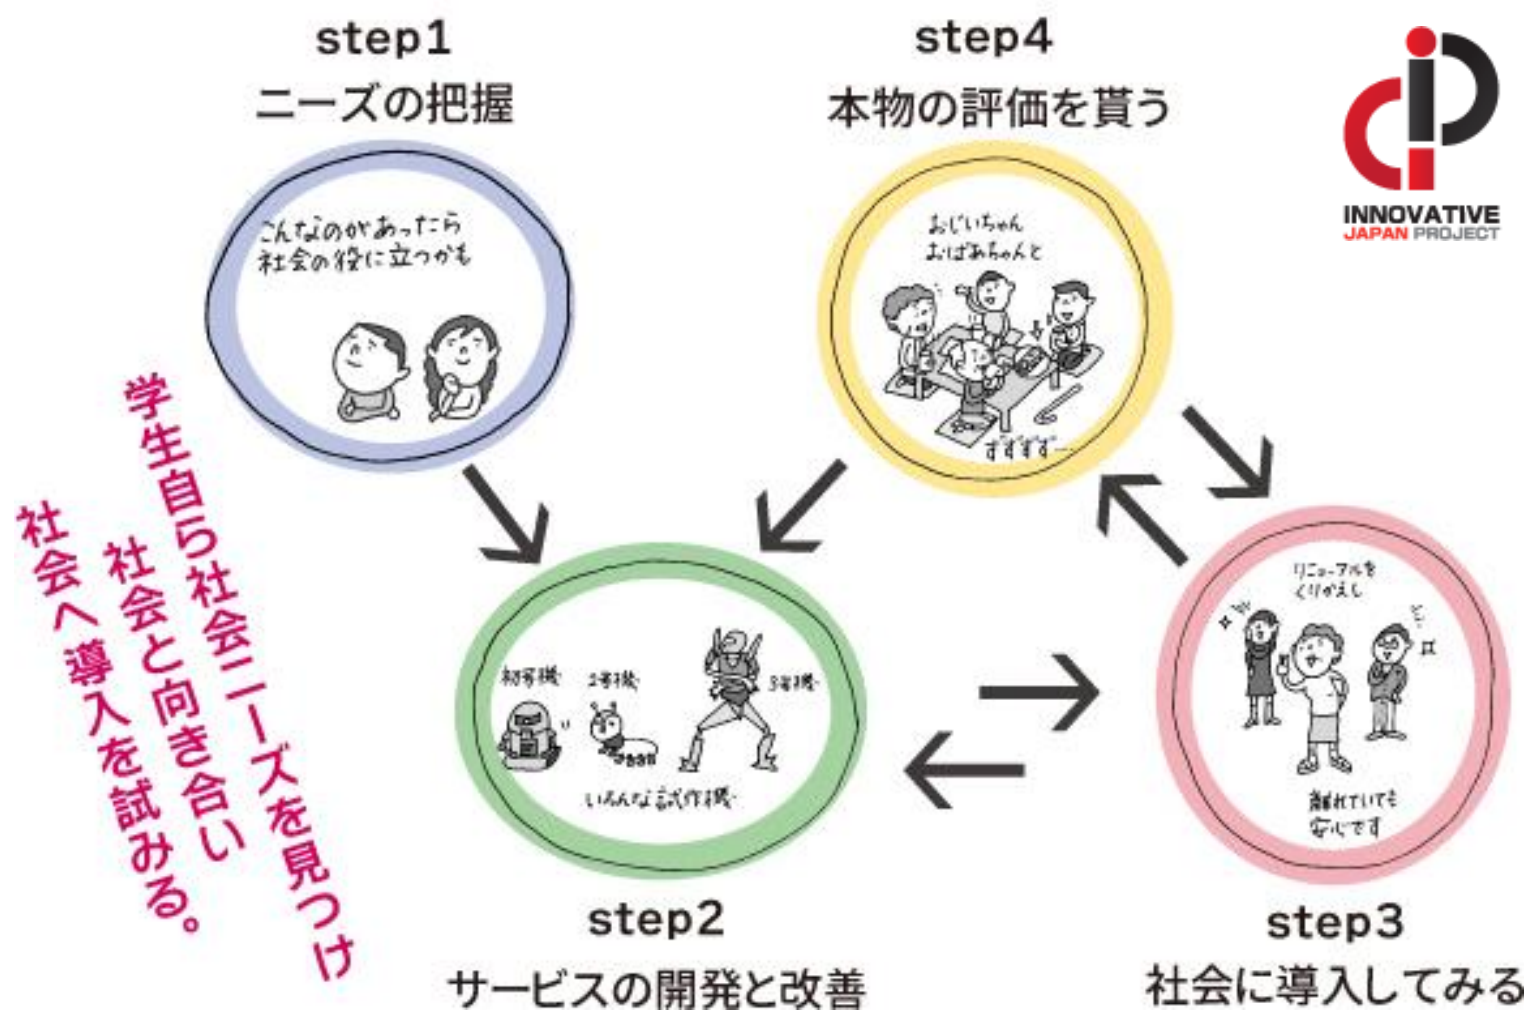 step1
ニーズの把握
こんなのがあったら
社会の役に立つかも
step4
本物の評価を貰う
おじいちゃん
おばあちゃんと
ずずずず…
INNOVATIVE
JAPAN PROJECT
学生自ら社会ニーズを見つけ
社会と向き合い
社会へ導入を試みる。
初号機
2号機
3号機
いろんな試作機
step2
サービスの開発と改善
リニューアルを
くりかえし
離れていても
安心です
step3
社会に導入してみる